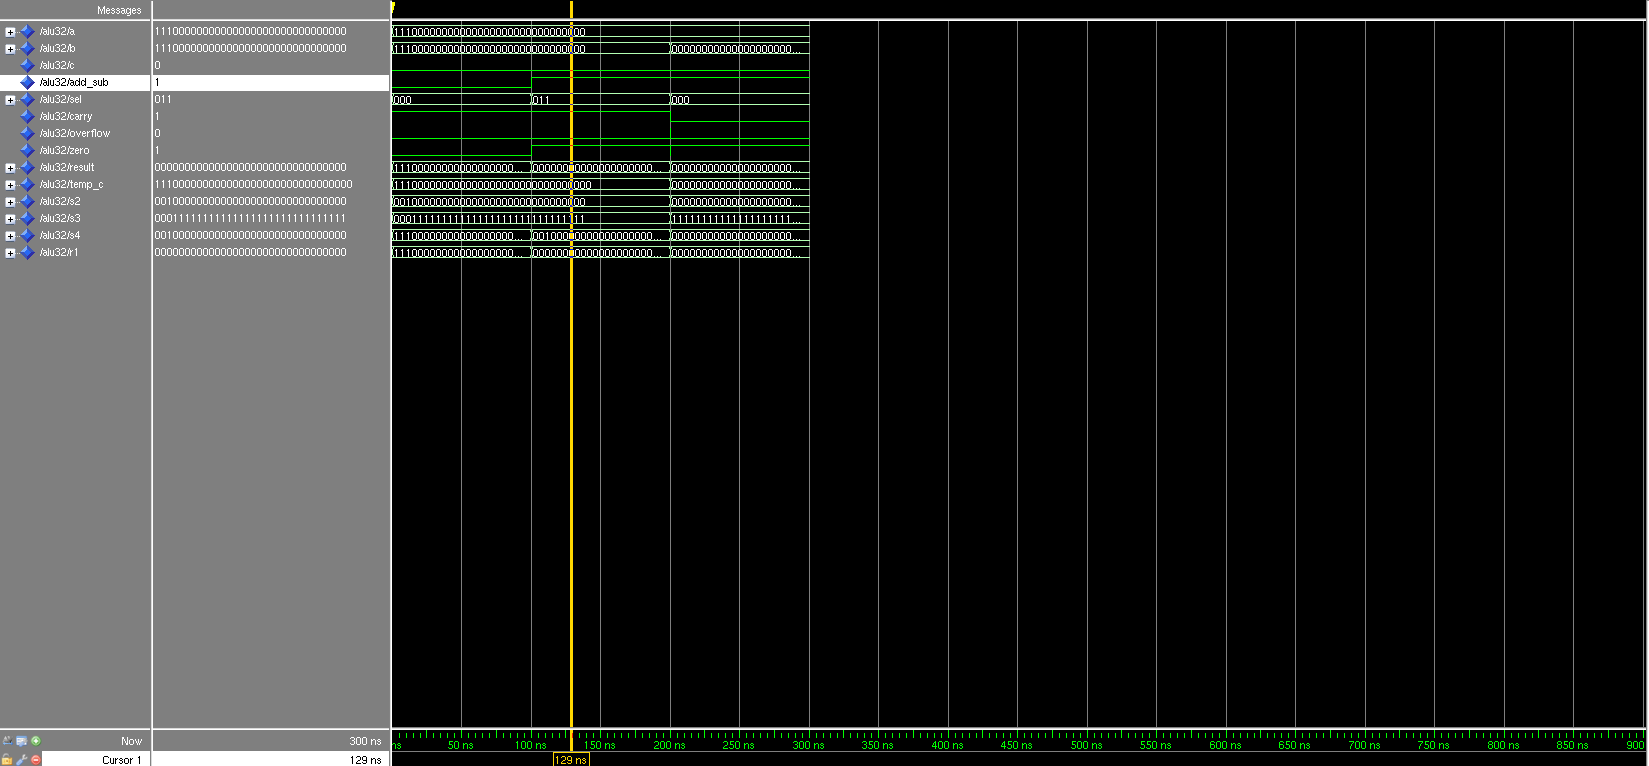 Messages
/alu32/a 11100000000000000000000000000000 11100000000000000000000000000000
/alu32/b 11100000000000000000000000000000 11100000000000000000000000000000 00000000000000000000...
/alu32/c 0
/alu32/add_sub 1
/alu32/sel 011 000 011 000
/alu32/carry 1
/alu32/overflow 0
/alu32/zero 1
/alu32/result 00000000000000000000000000000000 11100000000000000000... 00000000000000000000... 00000000000000000000...
/alu32/temp_c 111000000000000000000000000000000 111000000000000000000000000000000 00000000000000000000...
/alu32/s2 00100000000000000000000000000000 00100000000000000000000000000000 00000000000000000000...
/alu32/s3 00011111111111111111111111111111 00011111111111111111111111111111 11111111111111111111...
/alu32/s4 00100000000000000000000000000000 11100000000000000000... 00100000000000000000... 00000000000000000000...
/alu32/r1 00000000000000000000000000000000 11100000000000000000... 00000000000000000000... 00000000000000000000...
Now 300 ns ns 50 ns 100 ns 150 ns 200 ns 250 ns 300 ns 350 ns 400 ns 450 ns 500 ns 550 ns 600 ns 650 ns 700 ns 750 ns 800 ns 850 ns 900
Cursor 1 129 ns 129 ns